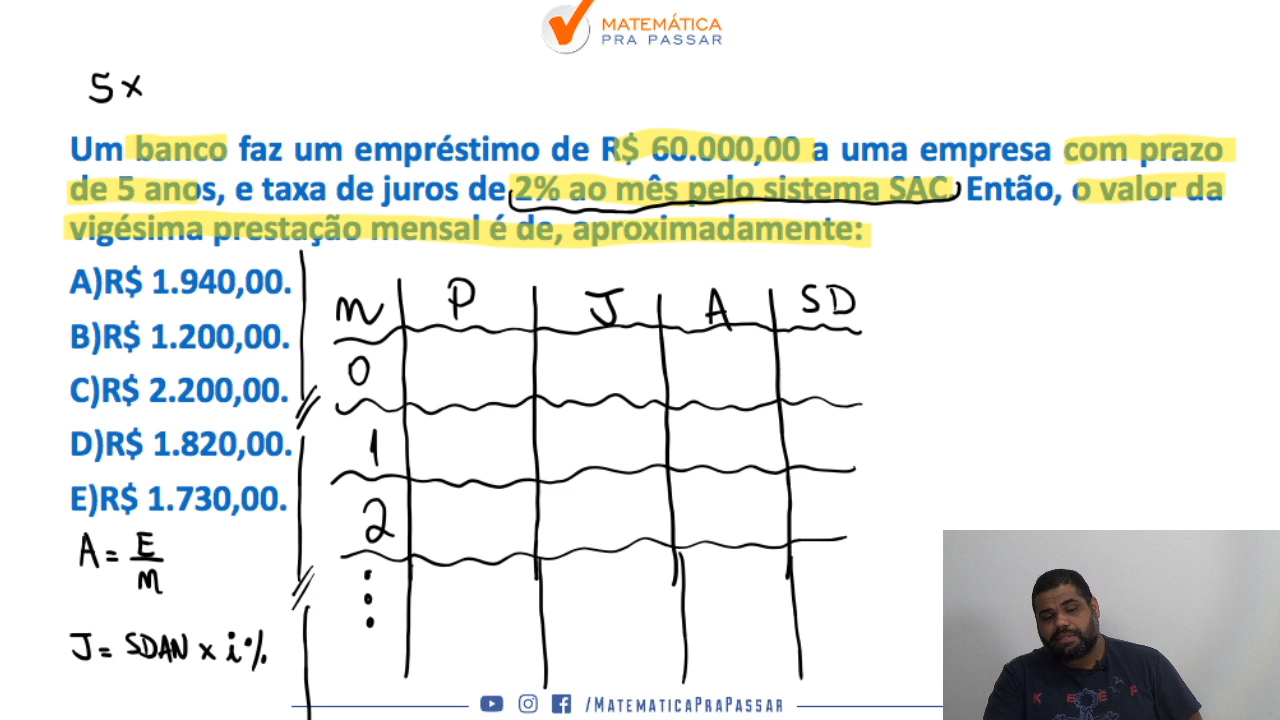 MATEMÁTICA
PRA PASSAR
5 x
Um banco faz um empréstimo de R$ 60.000,00 a uma empresa com prazo
de 5 anos, e taxa de juros de 2% ao mês pelo sistema SAC. Então, o valor da
vigésima prestação mensal é de, aproximadamente:
A)R$ 1.940,00.
B)R$ 1.200,00.
C)R$ 2.200,00.
D)R$ 1.820,00.
E)R$ 1.730,00.
A = E/n
J = SDAN x i%
n P J A SD
0
1
2
K E E P
/MATEMATICAPRAPASSAR